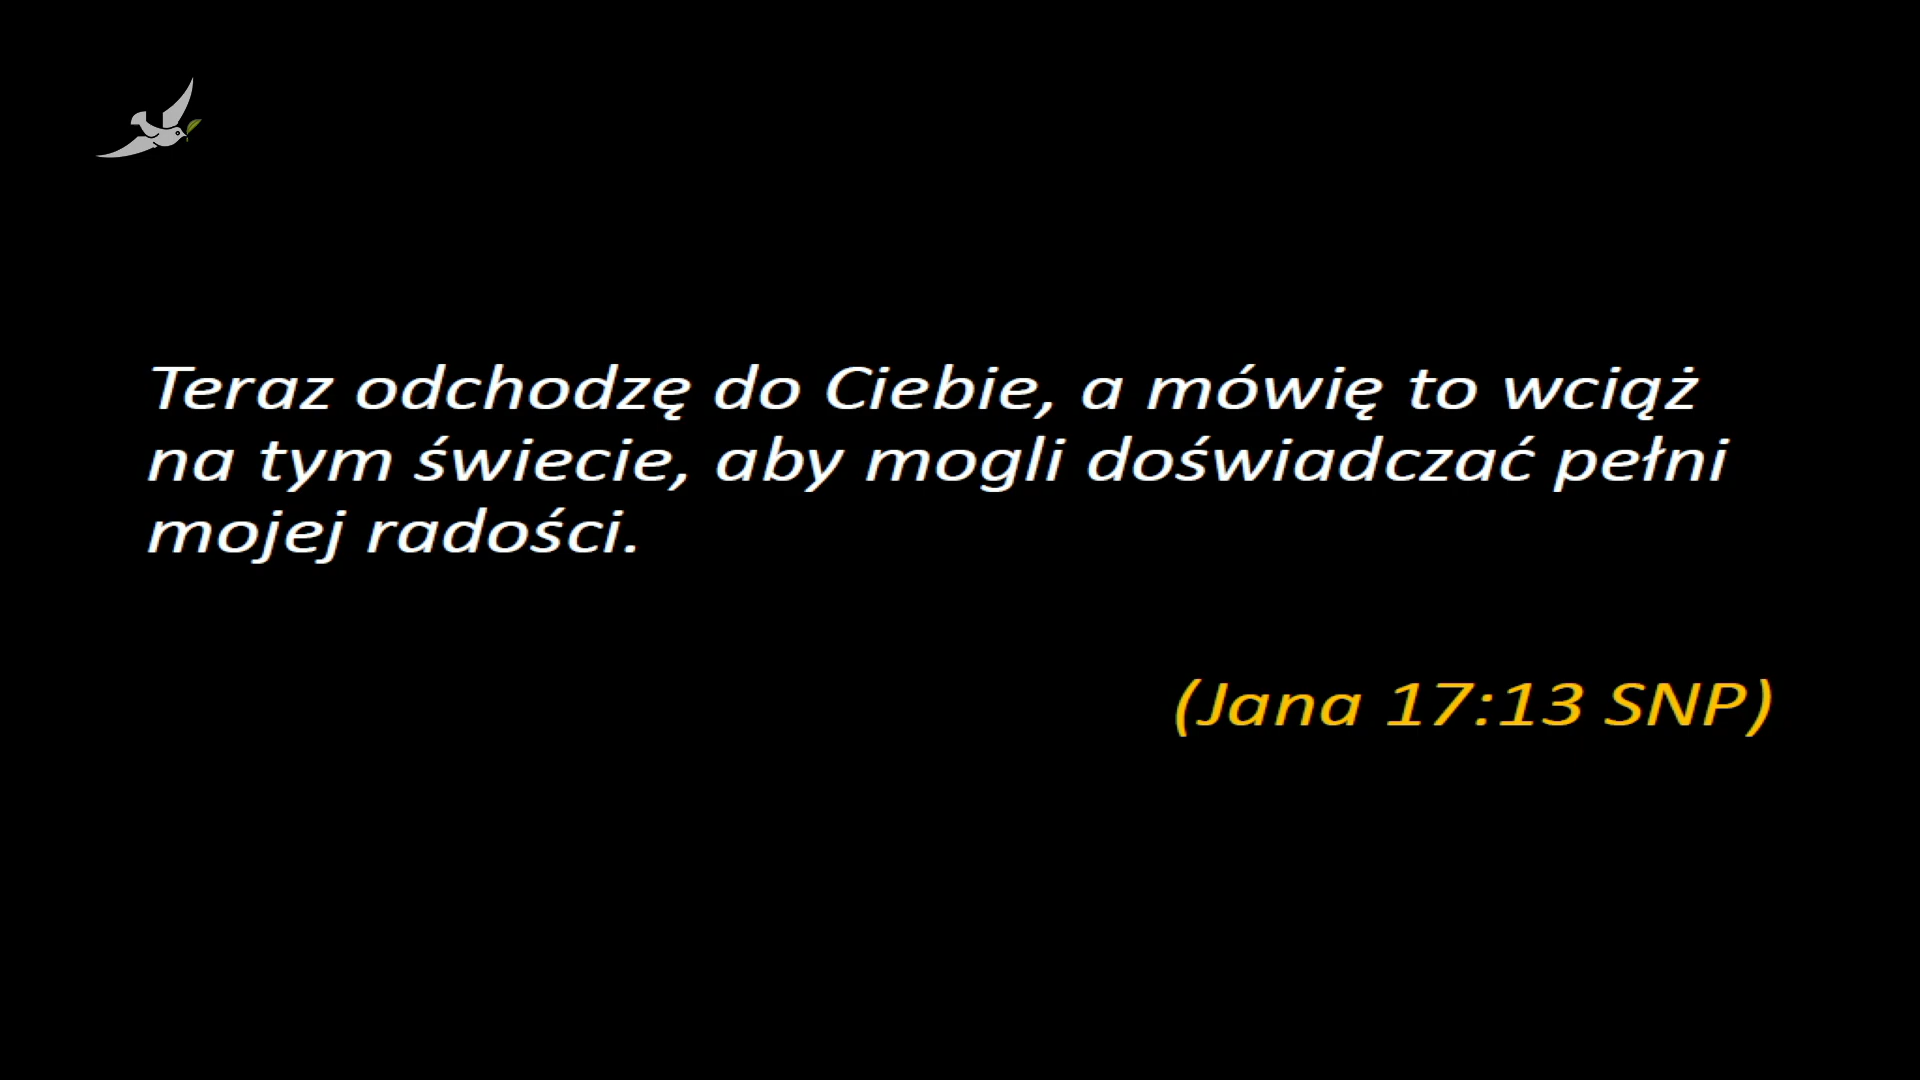 Teraz odchodzę do Ciebie, a mówię to wciąż
na tym świecie, aby mogli doświadczać pełni
mojej radości.
(Jana 17:13 SNP)